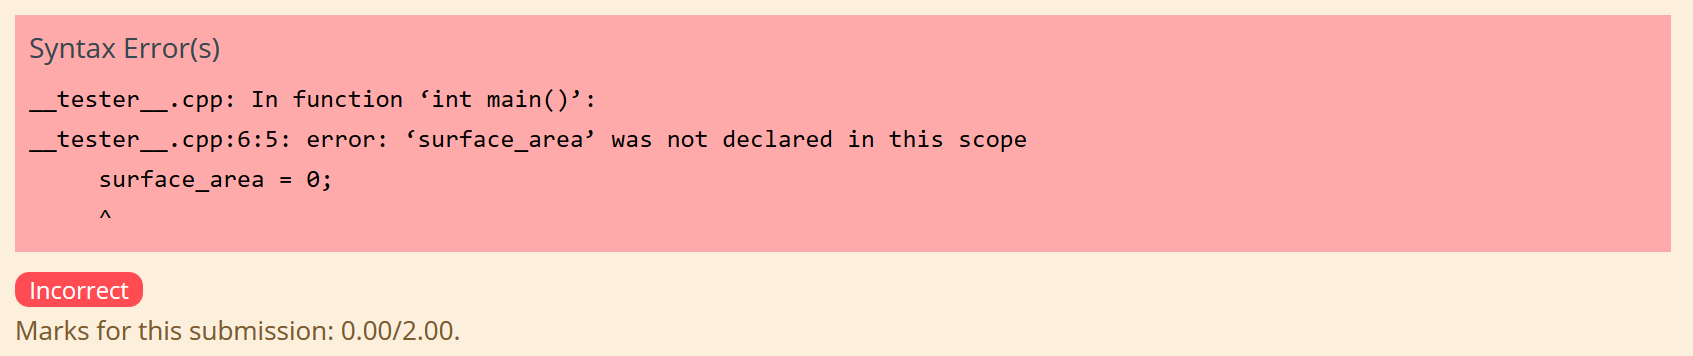 Syntax Error(s)
__tester__.cpp: In function ‘int main()’:
__tester__.cpp:6:5: error: ‘surface_area’ was not declared in this scope
     surface_area = 0;
     ^
Incorrect
Marks for this submission: 0.00/2.00.